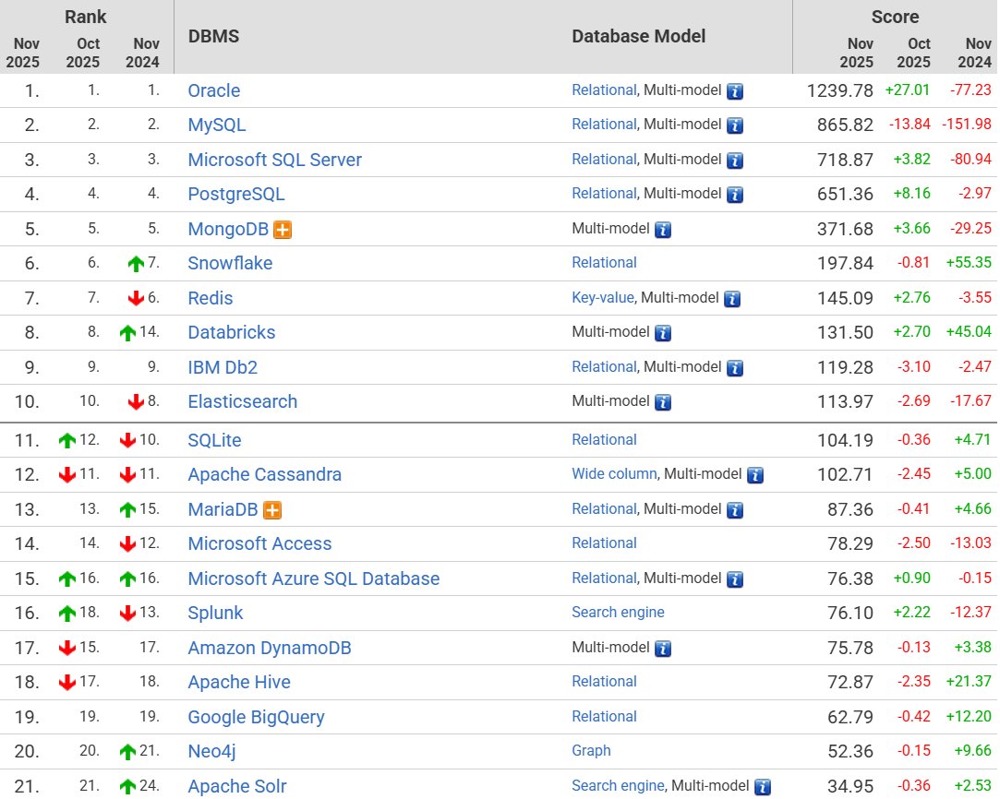 Rank DBMS Database Model Score
Nov 2025 Oct 2025 Nov 2024 Nov 2025 Oct 2025 Nov 2024
1. 1. 1. Oracle Relational, Multi-model 1239.78 +27.01 -77.23
2. 2. 2. MySQL Relational, Multi-model 865.82 -13.84 -151.98
3. 3. 3. Microsoft SQL Server Relational, Multi-model 718.87 +3.82 -80.94
4. 4. 4. PostgreSQL Relational, Multi-model 651.36 +8.16 -2.97
5. 5. 5. MongoDB Multi-model 371.68 +3.66 -29.25
6. 6. 7. Snowflake Relational 197.84 -0.81 +55.35
7. 7. 6. Redis Key-value, Multi-model 145.09 +2.76 -3.55
8. 8. 14. Databricks Multi-model 131.50 +2.70 +45.04
9. 9. 9. IBM Db2 Relational, Multi-model 119.28 -3.10 -2.47
10. 10. 8. Elasticsearch Multi-model 113.97 -2.69 -17.67
11. 12. 10. SQLite Relational 104.19 -0.36 +4.71
12. 11. 11. Apache Cassandra Wide column, Multi-model 102.71 -2.45 +5.00
13. 13. 15. MariaDB Relational, Multi-model 87.36 -0.41 +4.66
14. 14. 12. Microsoft Access Relational 78.29 -2.50 -13.03
15. 16. 16. Microsoft Azure SQL Database Relational, Multi-model 76.38 +0.90 -0.15
16. 18. 13. Splunk Search engine 76.10 +2.22 -12.37
17. 15. 17. Amazon DynamoDB Multi-model 75.78 -0.13 +3.38
18. 17. 18. Apache Hive Relational 72.87 -2.35 +21.37
19. 19. 19. Google BigQuery Relational 62.79 -0.42 +12.20
20. 20. 21. Neo4j Graph 52.36 -0.15 +9.66
21. 21. 24. Apache Solr Search engine, Multi-model 34.95 -0.36 +2.53